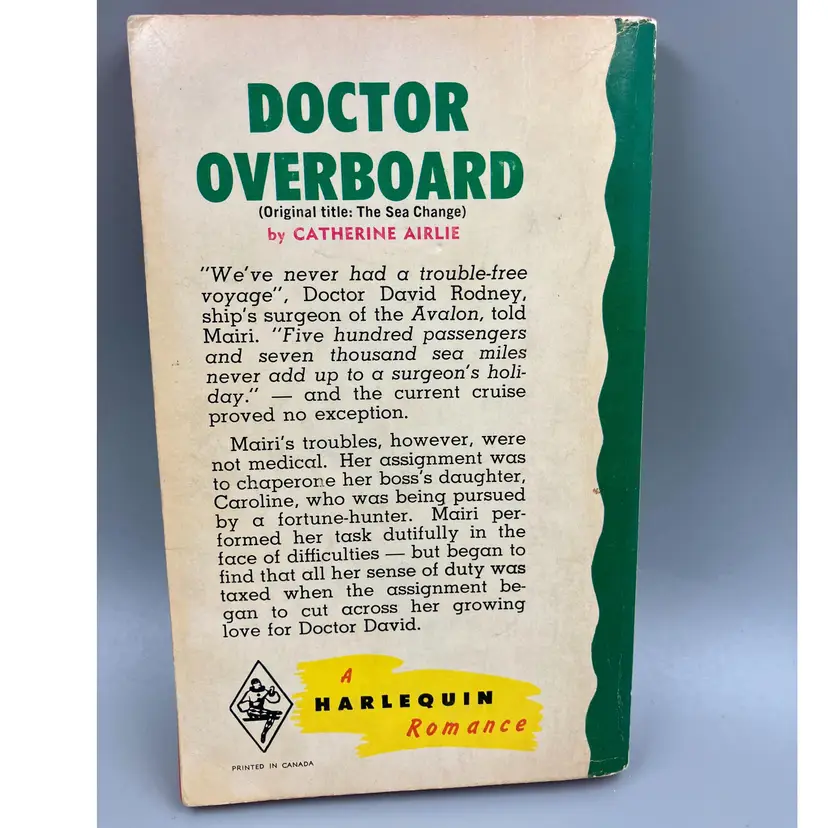 DOCTOR
OVERBOARD
(Original title: The Sea Change)
by CATHERINE AIRLIE
"We've never had a trouble-free
voyage", Doctor David Rodney,
ship's surgeon of the Avalon, told
Mairi. "Five hundred passengers
and seven thousand sea miles
never add up to a surgeon's holi-
day." — and the current cruise
proved no exception.
Mairi's troubles, however, were
not medical. Her assignment was
to chaperone her boss's daughter,
Caroline, who was being pursued
by a fortune-hunter. Mairi per-
formed her task dutifully in the
face of difficulties — but began to
find that all her sense of duty was
taxed when the assignment be-
gan to cut across her growing
love for Doctor David.
A
HARLEQUIN
Romance
PRINTED IN CANADA